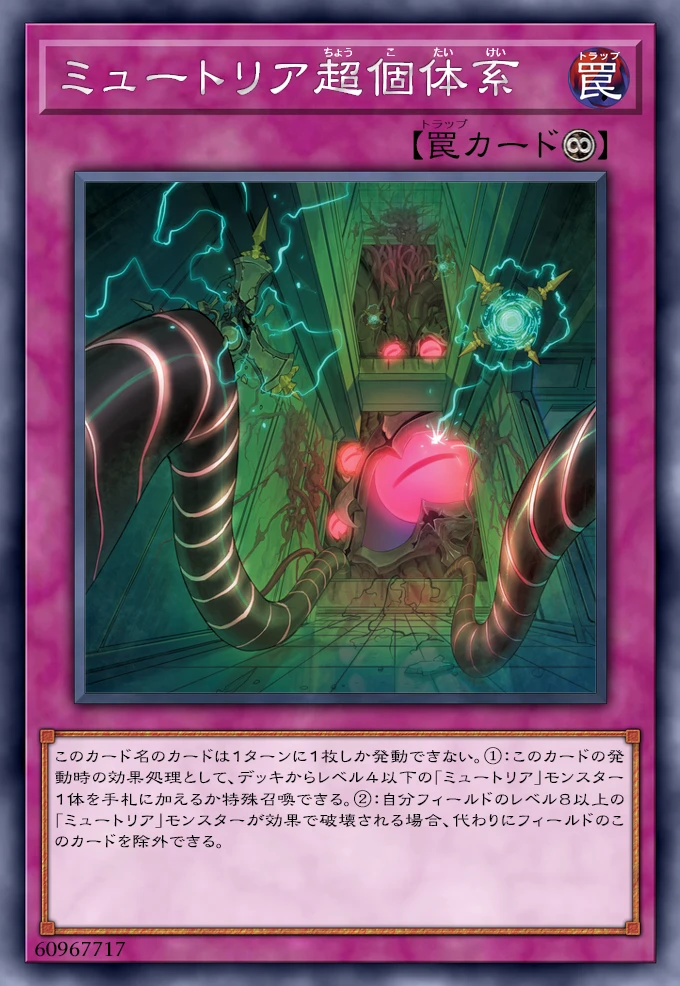 ちょう こ たい けい
ミュートリア超個体系
トラップ
罠
トラップ
【罠カード♾】
このカード名のカードは1ターンに1枚しか発動できない。①:このカードの発
動時の効果処理として、デッキからレベル4以下の「ミュートリア」モンスター
1体を手札に加えるか特殊召喚できる。②:自分フィールドのレベル8以上の
「ミュートリア」モンスターが効果で破壊される場合、代わりにフィールドのこ
のカードを除外できる。
60967717